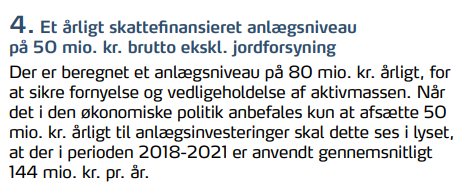 4. Et årligt skattefinansieret anlægsniveau
på 50 mio. kr. brutto ekskl. jordforsyning
Der er beregnet et anlægsniveau på 80 mio. kr. årligt, for
at sikre fornyelse og vedligeholdelse af aktivmassen. Når
det i den økonomiske politik anbefales kun at afsætte 50
mio. kr. årligt til anlægsinvesteringer skal dette ses i lyset,
at der i perioden 2018-2021 er anvendt gennemsnitligt
144 mio. kr. pr. år.